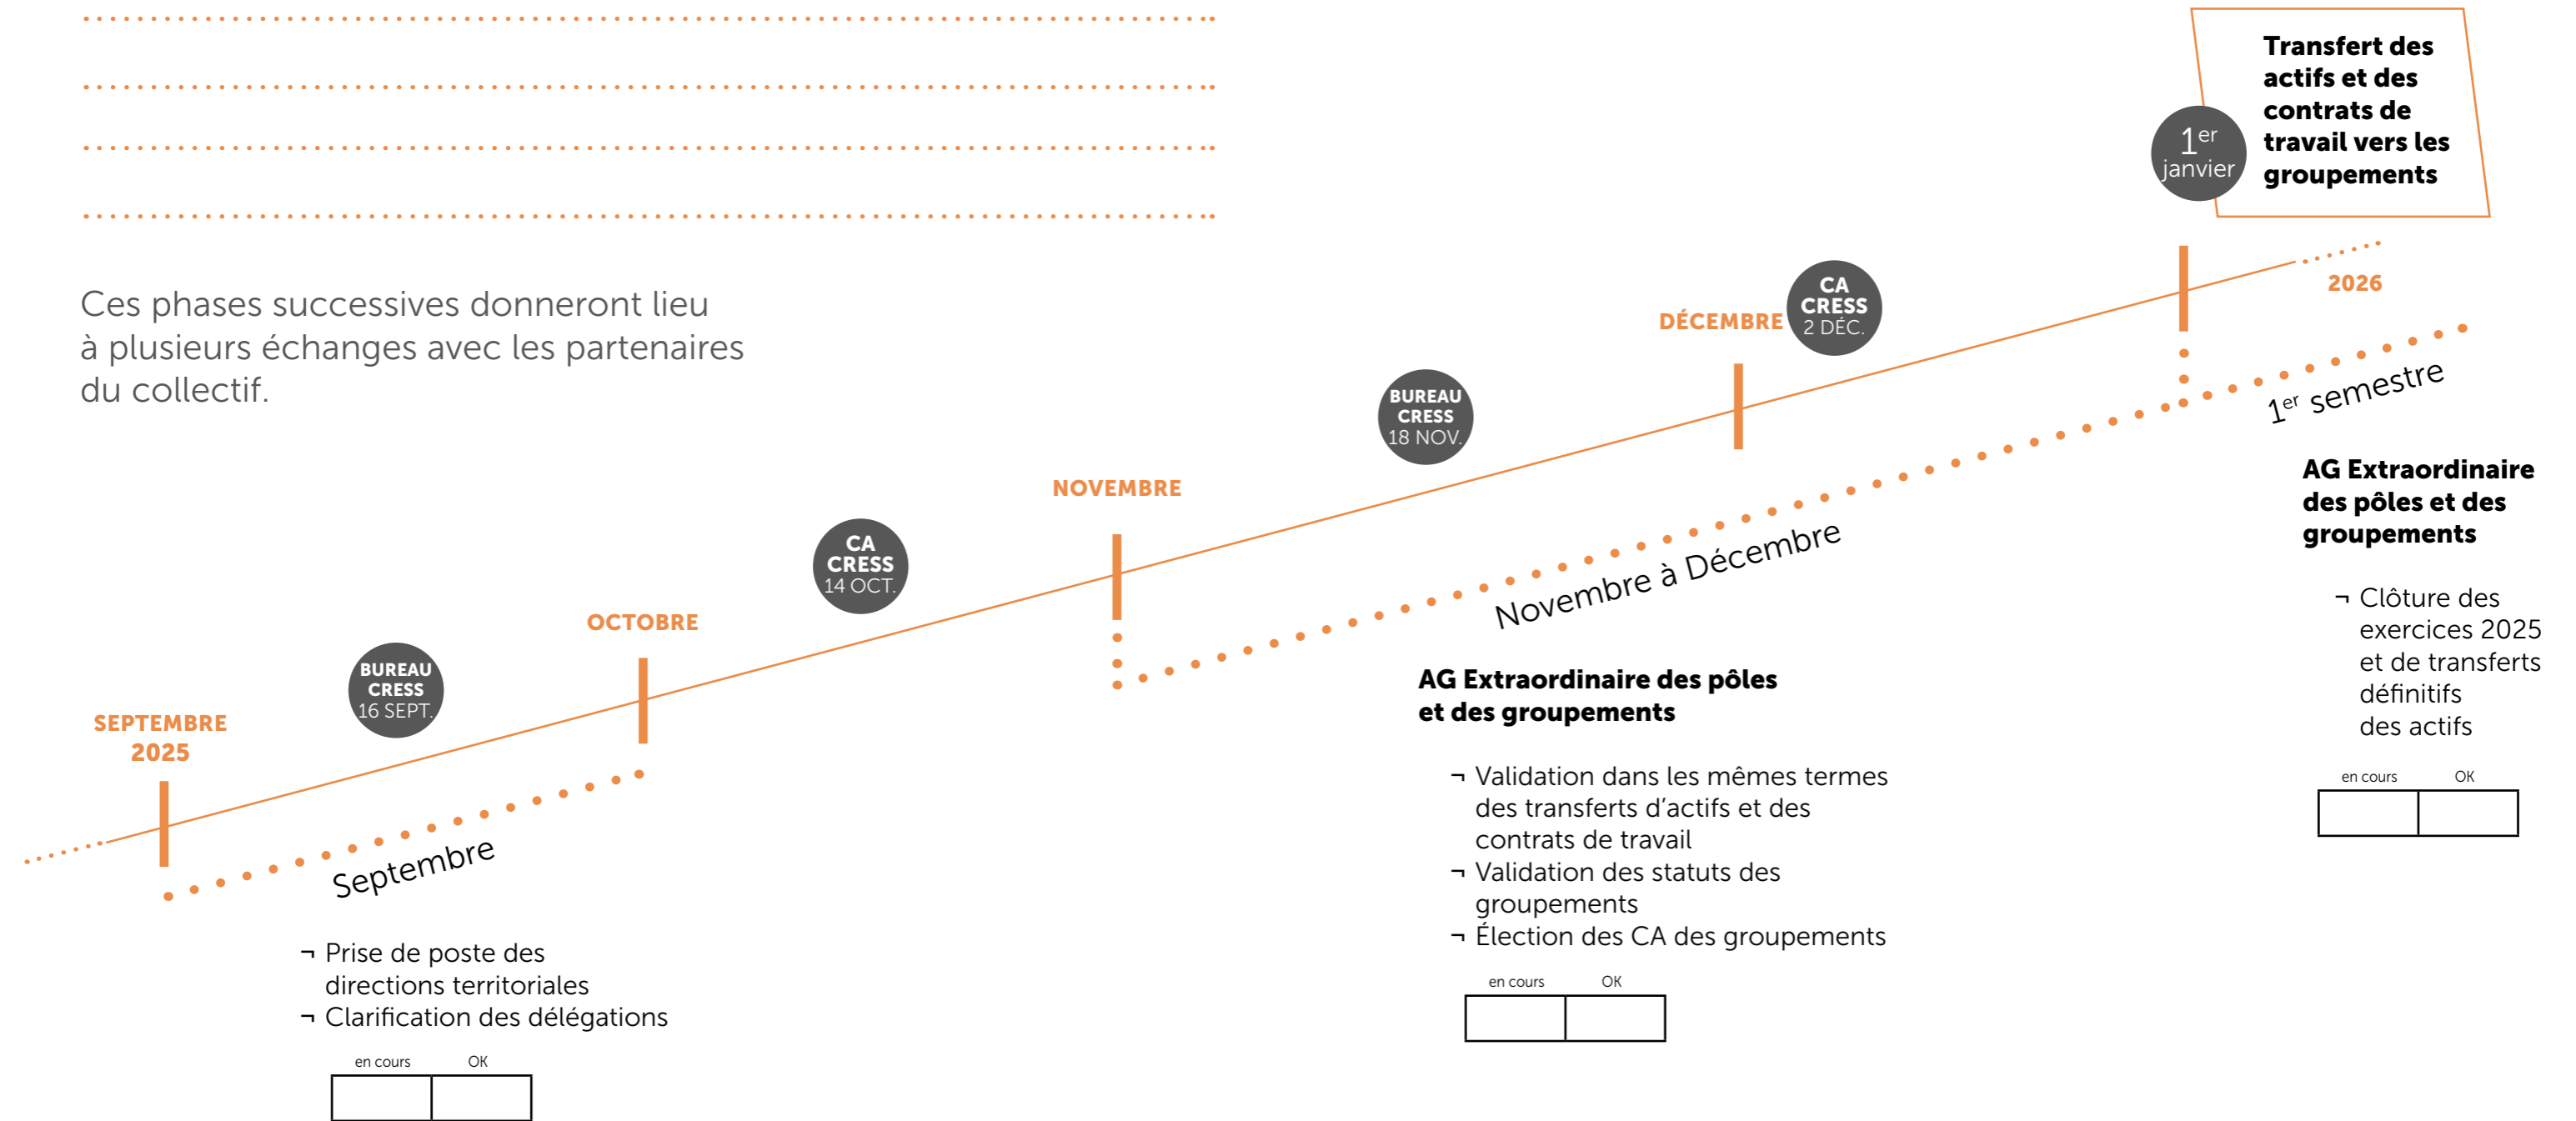 Ces phases successives donneront lieu
à plusieurs échanges avec les partenaires
du collectif.
SEPTEMBRE
2025
BUREAU
CRESS
16 SEPT.
OCTOBRE
CA
CRESS
14 OCT.
NOVEMBRE
BUREAU
CRESS
18 NOV.
DÉCEMBRE
CA
CRESS
2 DÉC.
1er
janvier
Transfert des
actifs et des
contrats de
travail vers les
groupements
2026
Septembre
¬ Prise de poste des
directions territoriales
¬ Clarification des délégations
en cours OK
Novembre à Décembre
AG Extraordinaire des pôles
et des groupements
¬ Validation dans les mêmes termes
des transferts d’actifs et des
contrats de travail
¬ Validation des statuts des
groupements
¬ Élection des CA des groupements
en cours OK
1er semestre
AG Extraordinaire
des pôles et des
groupements
¬ Clôture des
exercices 2025
et de transferts
définitifs
des actifs
en cours OK